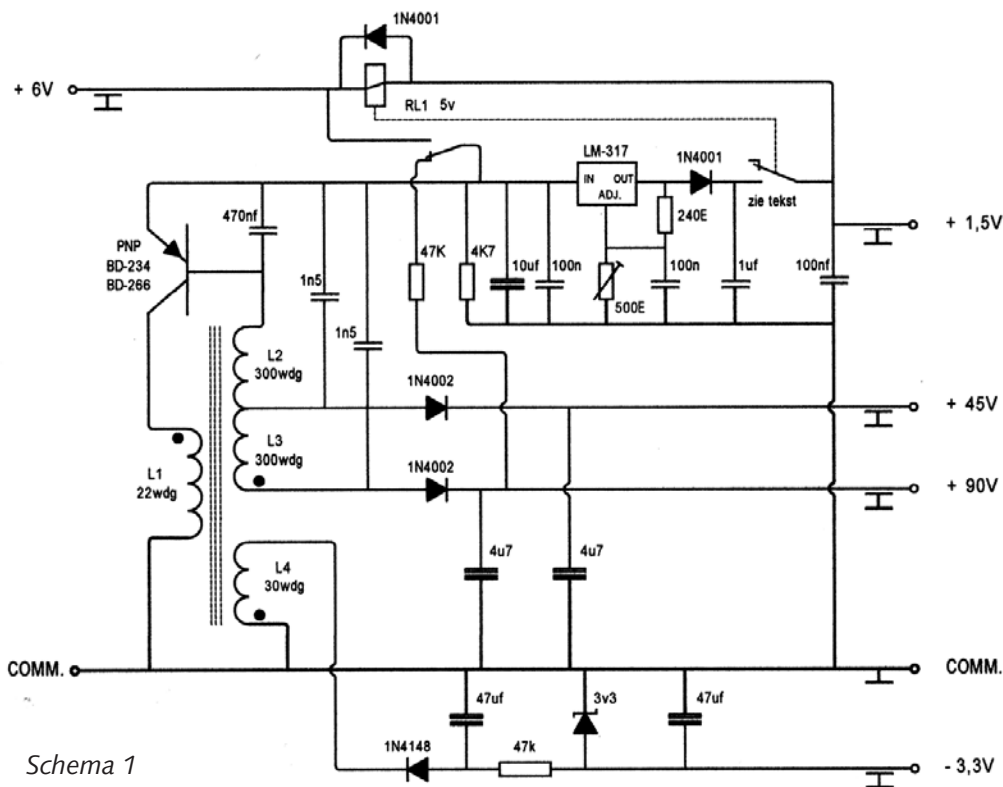 1N4001
+ 6V
RL1 5v
LM-317
1N4001
IN OUT
ADJ.
zie tekst
470nf
240E
+ 1,5V
PNP
BD-234
BD-266
47K
4K7
10uf
100n
100n
1uf
100nf
1n5
500E
1n5
L2
300wdg
1N4002
+ 45V
L3
300wdg
1N4002
L1
22wdg
+ 90V
4u7
4u7
L4
30wdg
COMM.
COMM.
47uf
3v3
47uf
1N4148
47k
- 3,3V
Schema 1